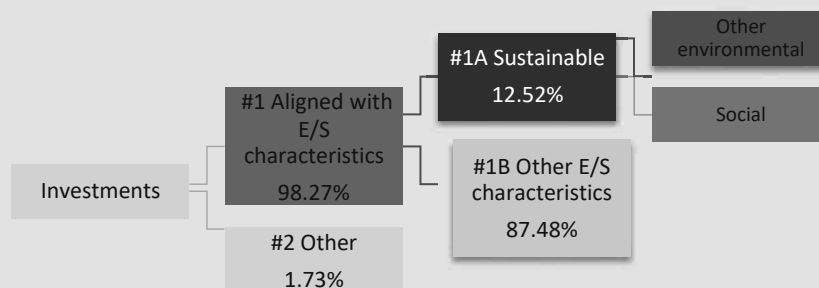 Investments
#1 Aligned with
E/S
characteristics
98.27%
#2 Other
1.73%
#1A Sustainable
12.52%
#1B Other E/S
characteristics
87.48%
Other
environmental
Social